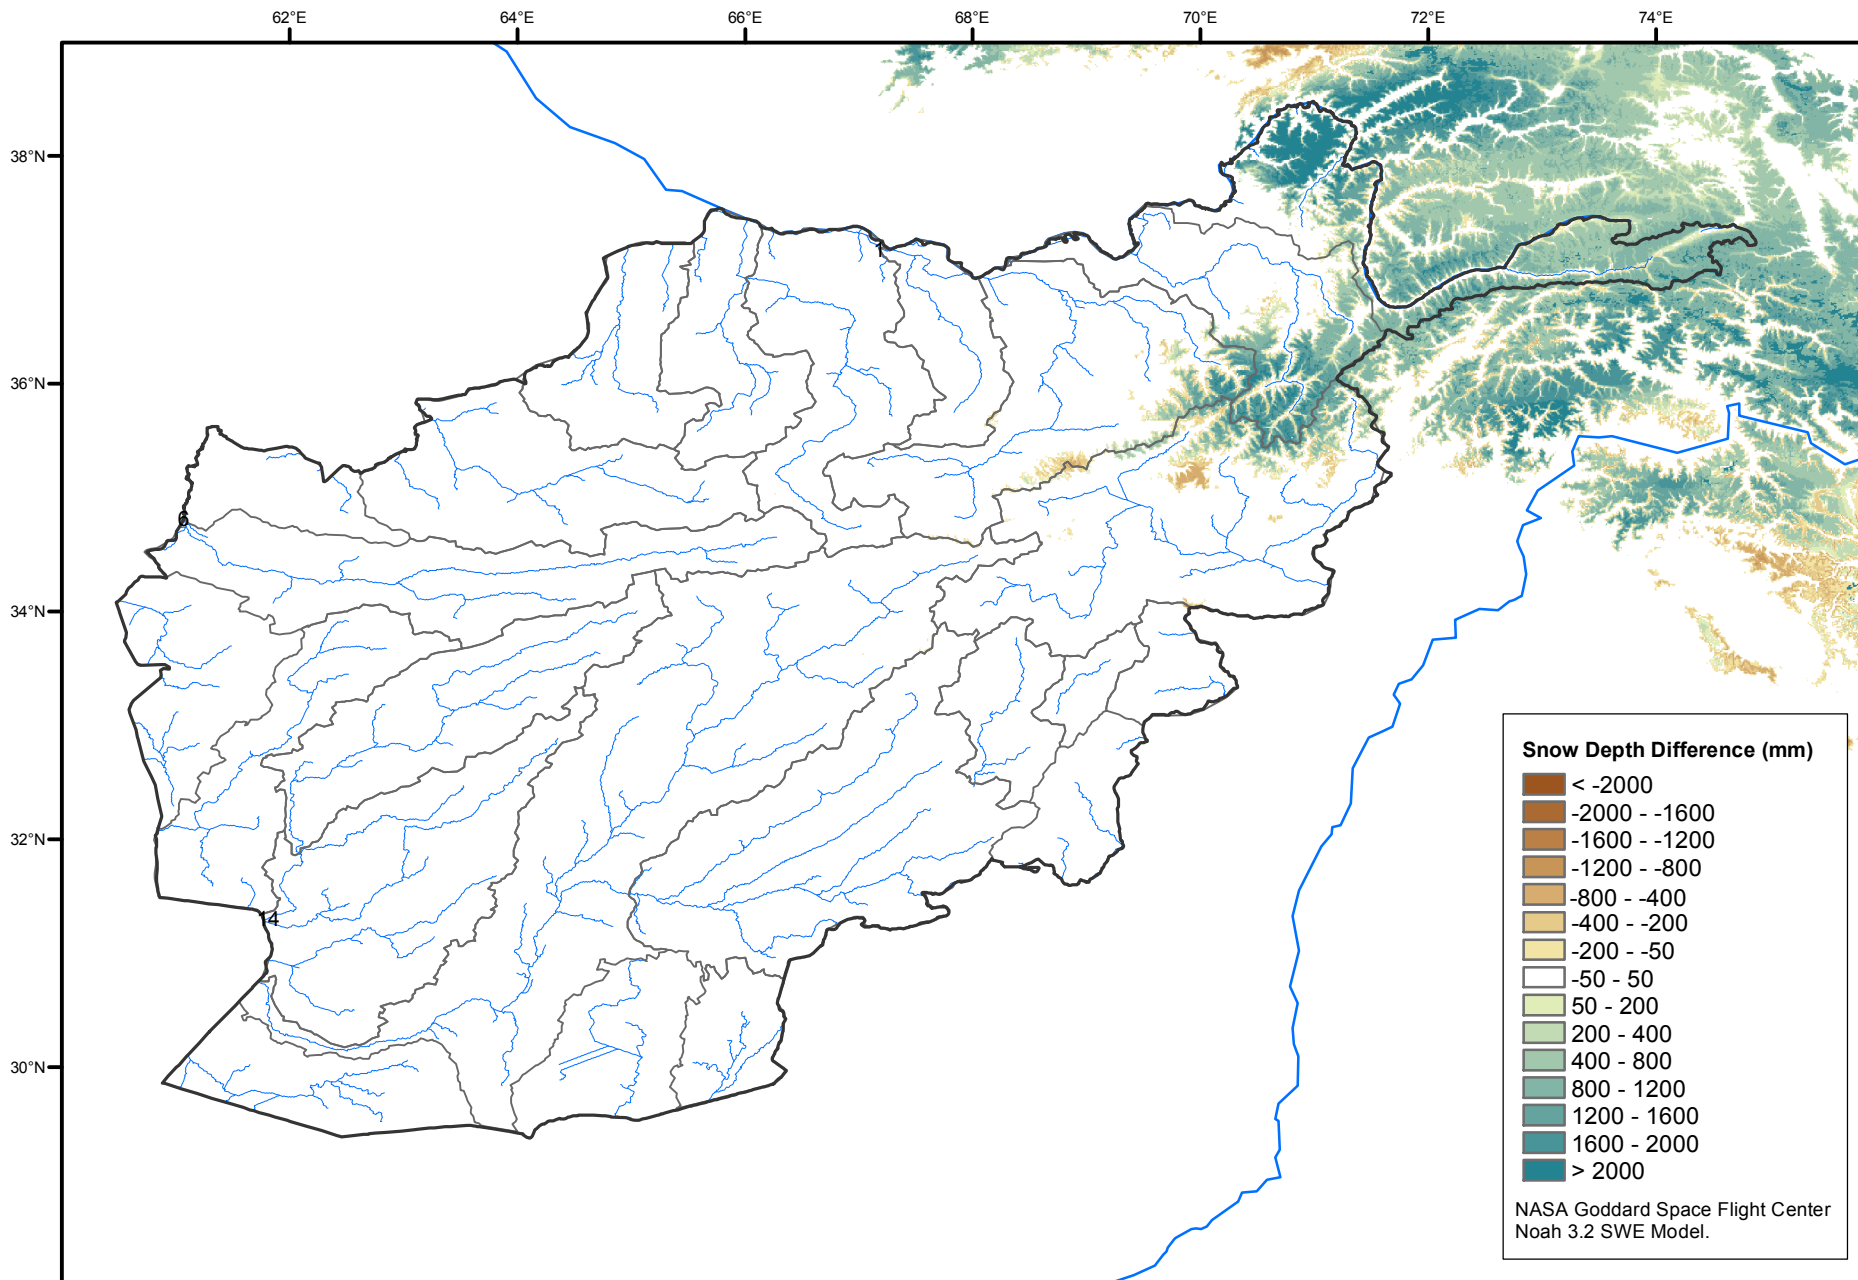 62°E 64°E 66°E 68°E 70°E 72°E 74°E
38°N
1
36°N
6
34°N
32°N
14
30°N
Snow Depth Difference (mm)
< -2000
-2000 - -1600
-1600 - -1200
-1200 - -800
-800 - -400
-400 - -200
-200 - -50
-50 - 50
50 - 200
200 - 400
400 - 800
800 - 1200
1200 - 1600
1600 - 2000
> 2000
NASA Goddard Space Flight Center
Noah 3.2 SWE Model.